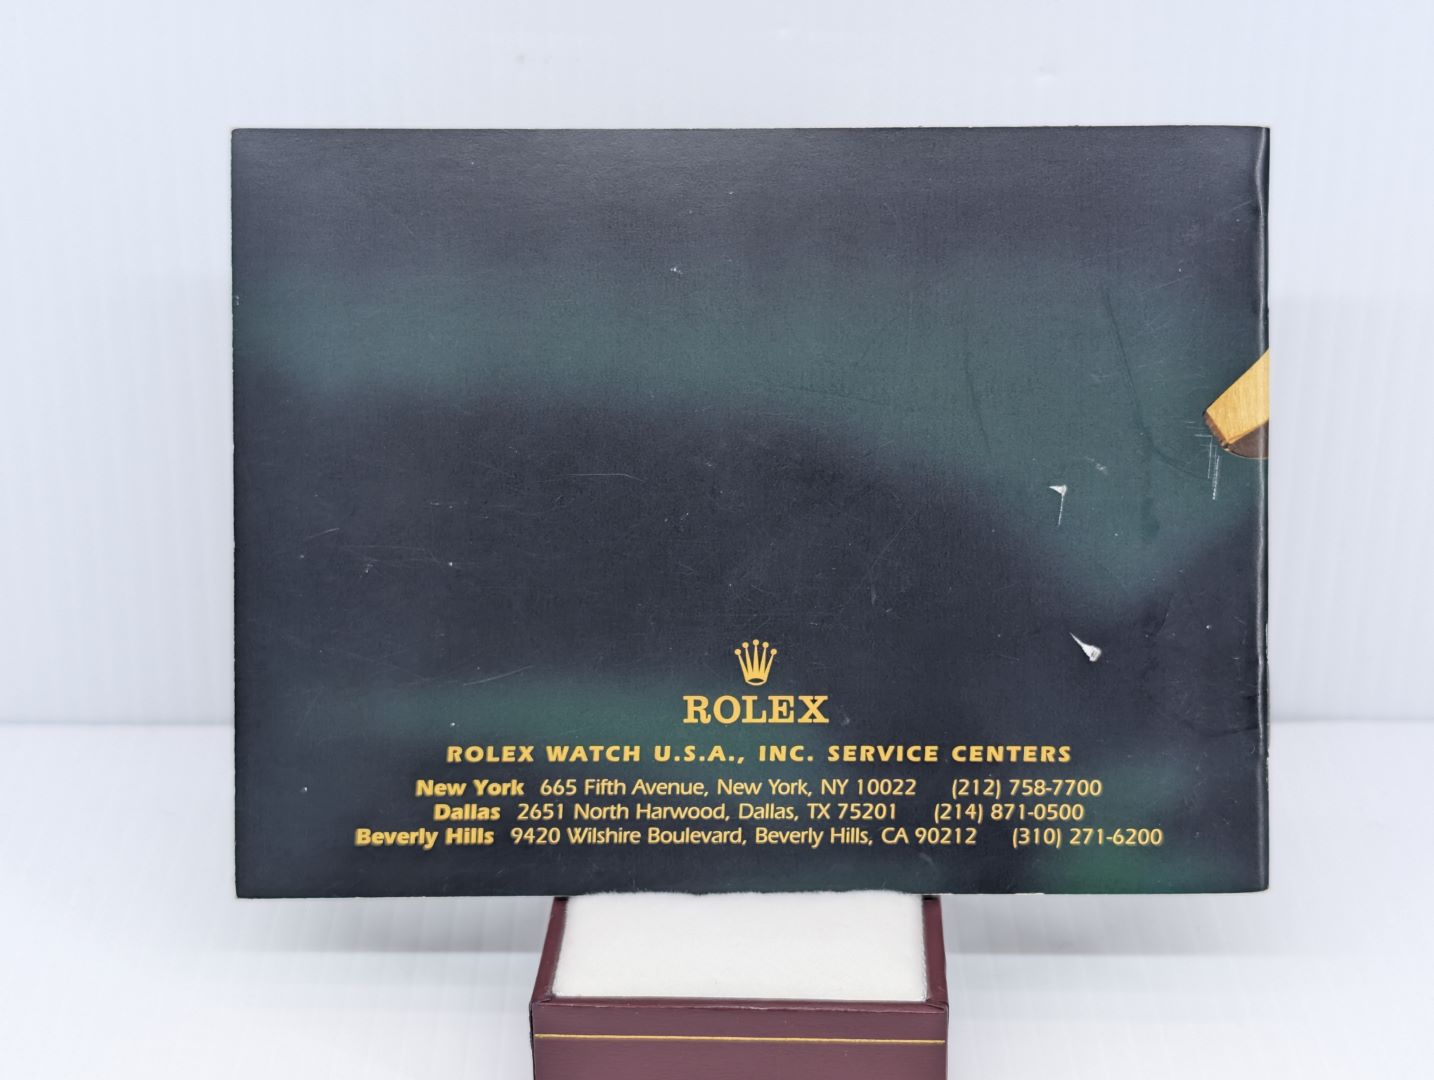 ROLEX
ROLEX WATCH U.S.A., INC. SERVICE CENTERS
New York 665 Fifth Avenue, New York, NY 10022 (212) 758-7700
Dallas 2651 North Harwood, Dallas, TX 75201 (214) 871-0500
Beverly Hills 9420 Wilshire Boulevard, Beverly Hills, CA 90212 (310) 271-6200